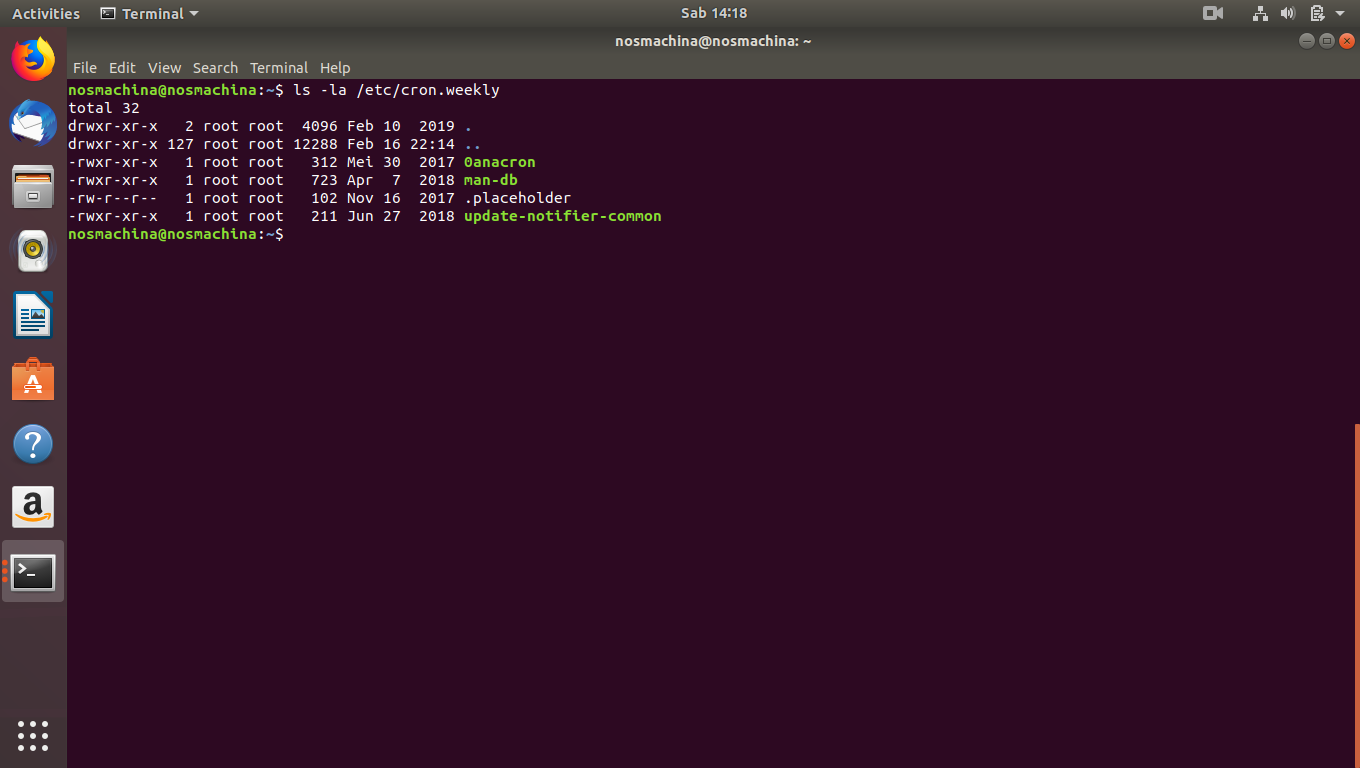 Activities Terminal Sab 14:18
nosmachina@nosmachina: ~
File Edit View Search Terminal Help
nosmachina@nosmachina:~$ ls -la /etc/cron.weekly
total 32
drwxr-xr-x   2 root root  4096 Feb 10  2019 .
drwxr-xr-x 127 root root 12288 Feb 16 22:14 ..
-rwxr-xr-x   1 root root   312 Mei 30  2017 0anacron
-rwxr-xr-x   1 root root   723 Apr  7  2018 man-db
-rw-r--r--   1 root root   102 Nov 16  2017 .placeholder
-rwxr-xr-x   1 root root   211 Jun 27  2018 update-notifier-common
nosmachina@nosmachina:~$